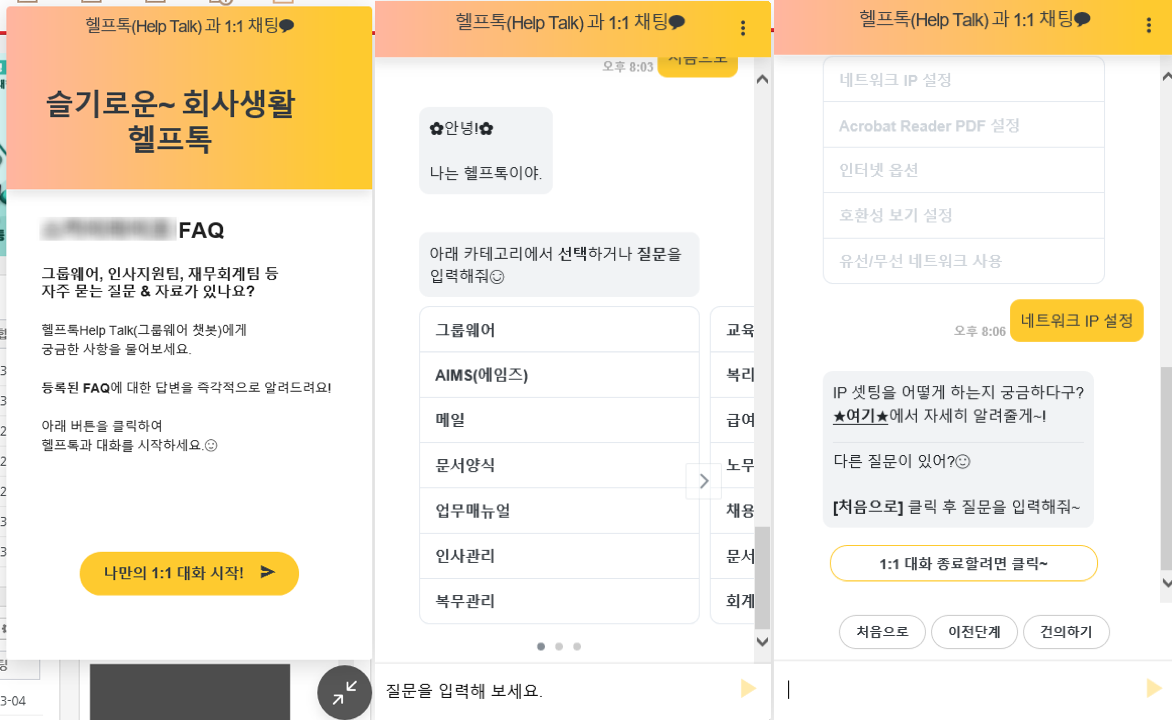 헬프톡(Help Talk) 과 1:1 채팅
슬기로운~ 회사생활
헬프톡
FAQ
그룹웨어, 인사지원팀, 재무회계팀 등
자주 묻는 질문 & 자료가 있나요?
헬프톡Help Talk(그룹웨어 챗봇)에게
궁금한 사항을 물어보세요.
등록된 FAQ에 대한 답변을 즉각적으로 알려드려요!
아래 버튼을 클릭하여
헬프톡과 대화를 시작하세요.☺
나만의 1:1 대화 시작!
3-04
헬프톡(Help Talk) 과 1:1 채팅
오후 8:03 처음으로
✿안녕!✿
나는 헬프톡이야.
아래 카테고리에서 선택하거나 질문을
입력해줘☺
그룹웨어
AIMS(에임즈)
메일
문서양식
업무매뉴얼
인사관리
복무관리
교육
복리
급여
노무
채용
문서
회계
질문을 입력해 보세요.
헬프톡(Help Talk) 과 1:1 채팅
네트워크 IP 설정
Acrobat Reader PDF 설정
인터넷 옵션
호환성 보기 설정
유선/무선 네트워크 사용
오후 8:06 네트워크 IP 설정
IP 셋팅을 어떻게 하는지 궁금하다구?
★여기★에서 자세히 알려줄게~!
다른 질문이 있어?☺
[처음으로] 클릭 후 질문을 입력해줘~
1:1 대화 종료할려면 클릭~
처음으로 이전단계 건의하기